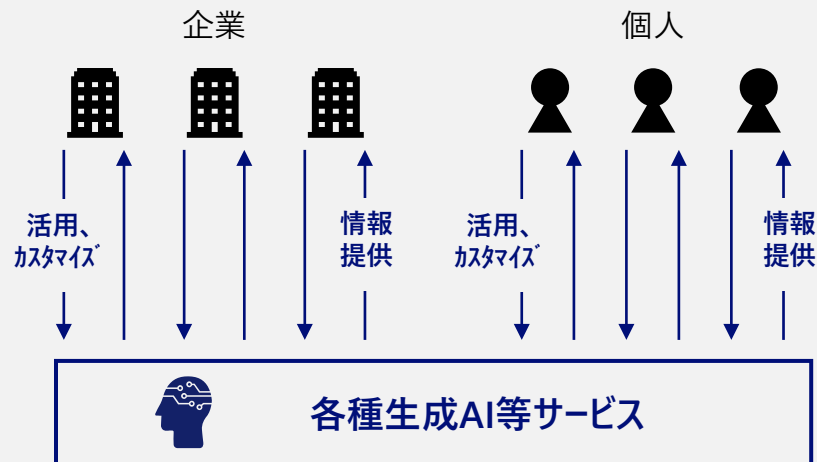 企業
個人
活用、
ｶｽﾀﾏｲｽﾞ
情報
提供
活用、
ｶｽﾀﾏｲｽﾞ
情報
提供
各種生成AI等サービス